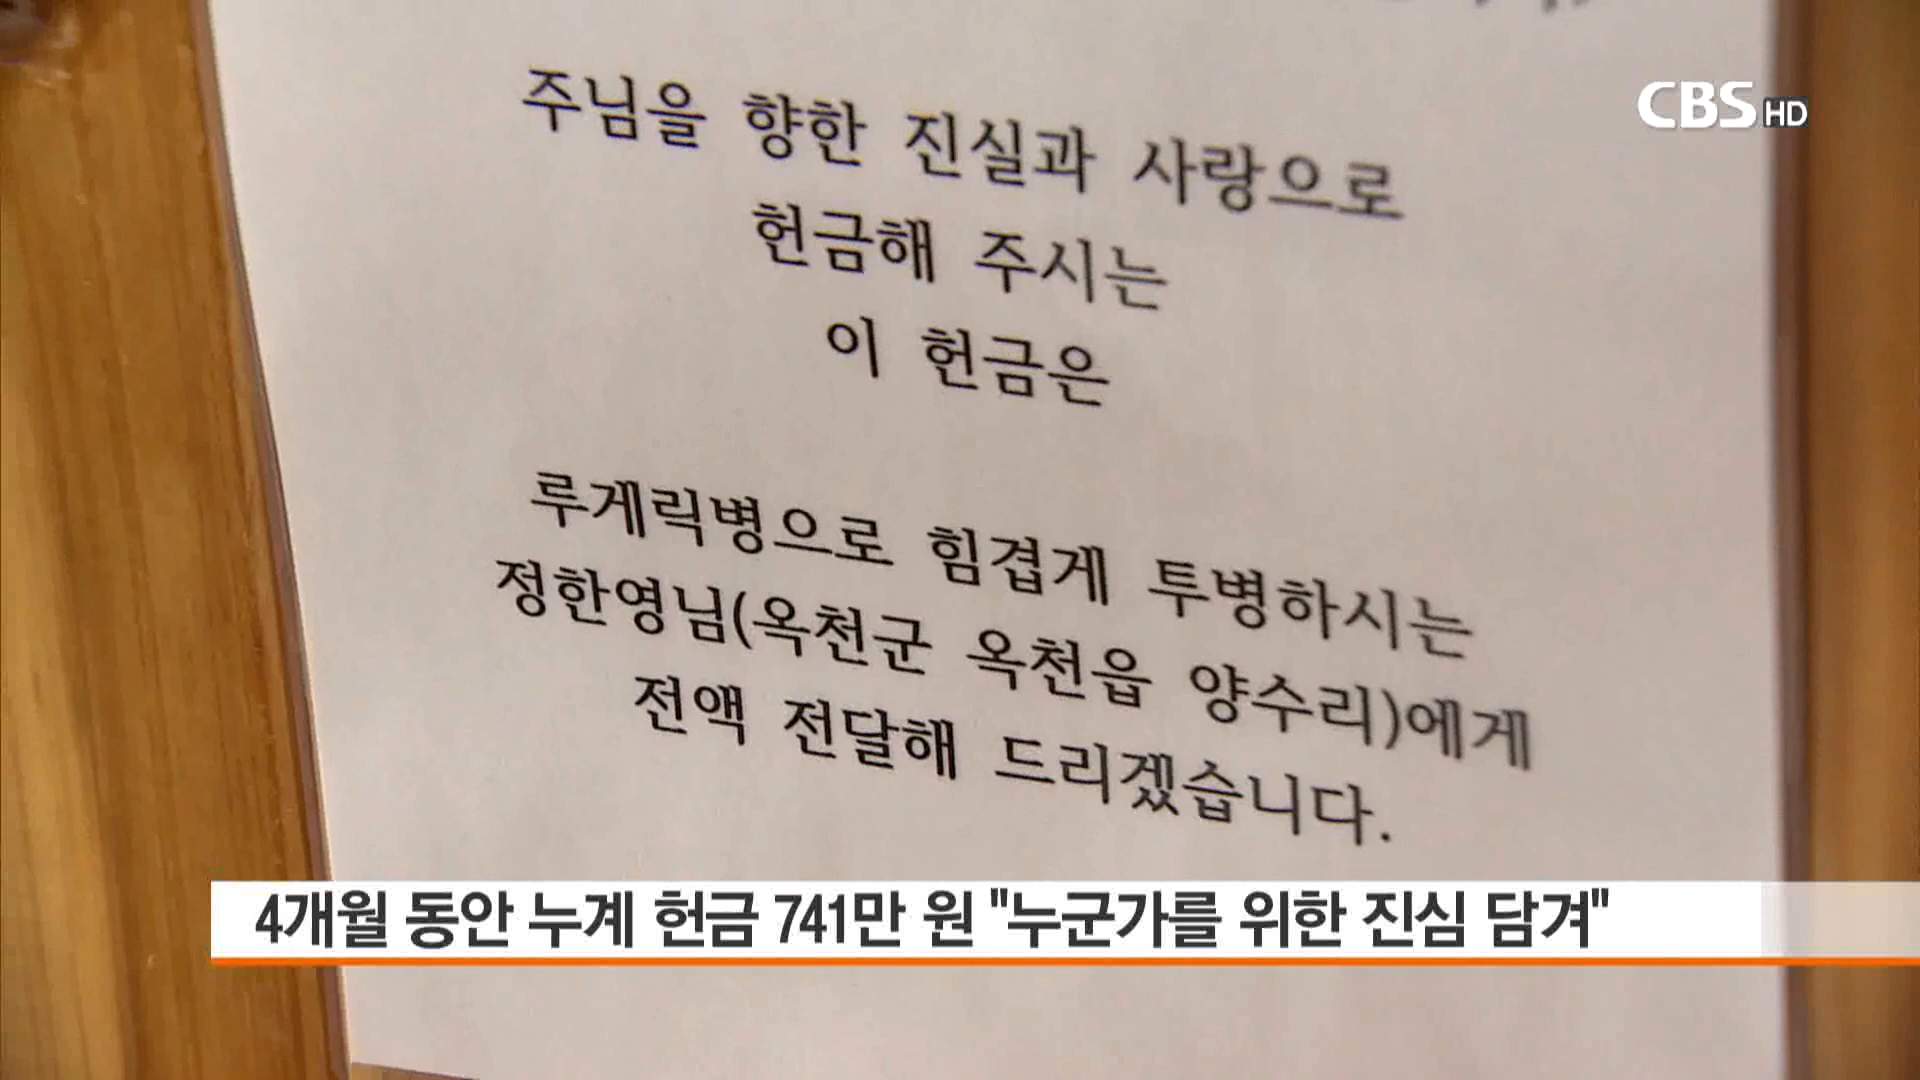 CBS HD
주님을 향한 진실과 사랑으로
헌금해 주시는
이 헌금은
루게릭병으로 힘겹게 투병하시는
정한영님(옥천군 옥천읍 양수리)에게
전액 전달해 드리겠습니다.
4개월 동안 누계 헌금 741만 원 "누군가를 위한 진심 담겨"